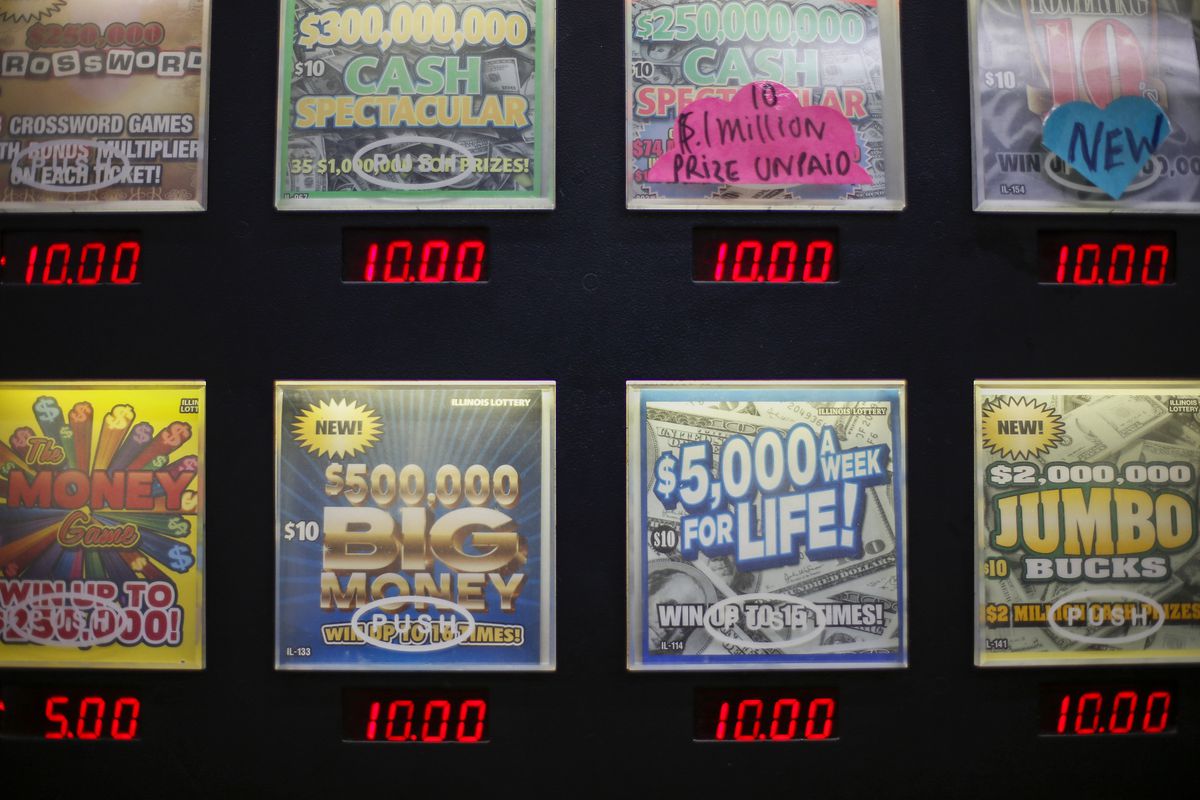 $250,000
CROSSWORD
CROSSWORD GAMES
BONUS MULTIPLIER
ON EACH TICKET!
PUSH
10.00
$300,000,000
$10
CASH
SPECTACULAR
35 $1,000,000 PRIZES!
PUSH
10.00
$250,000,000
$10
CASH
SPECTACULAR
10
$.1 MILLION
PRIZE UNPAID
10.00
TOWERING
10's
$10
NEW
WIN
IL-154
10.00
ILLINOIS LOTTERY
The
MONEY
Game
WIN UP TO
$250,000!
PUSH
5.00
ILLINOIS LOTTERY
NEW!
$500,000
$10
BIG
MONEY
PUSH
WIN UP TO 18 TIMES!
IL-133
10.00
ILLINOIS LOTTERY
$5,000 A
WEEK
FOR LIFE!
$10
WIN UP TO 15 TIMES!
PUSH
IL-114
10.00
ILLINOIS
LOTTERY
NEW!
$2,000,000
JUMBO
$10
BUCKS
$2 MILLION CASH PRIZES
PUSH
IL-141
10.00